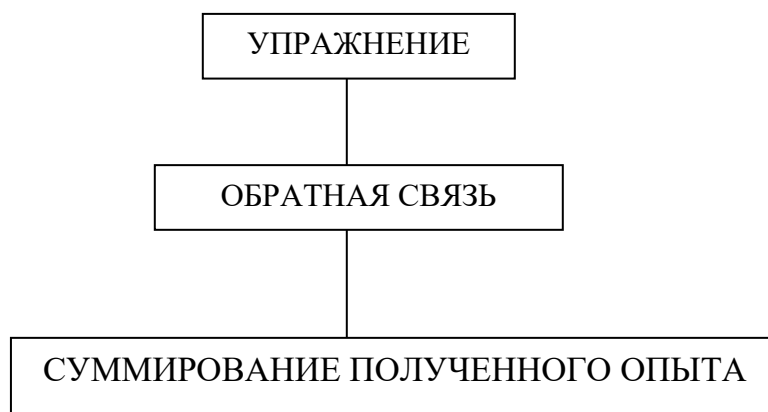 УПРАЖНЕНИЕ
ОБРАТНАЯ СВЯЗЬ
СУММИРОВАНИЕ ПОЛУЧЕННОГО ОПЫТА